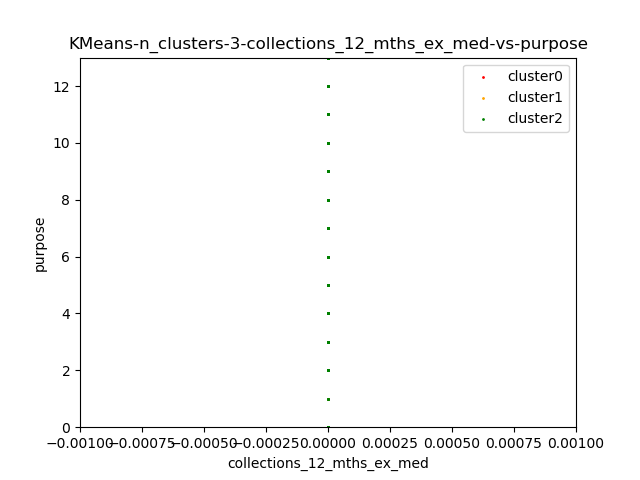 KMeans-n_clusters-3-collections_12_mths_ex_med-vs-purpose
cluster0
cluster1
cluster2
12
10
8
6
4
2
0
purpose
−0.00100 −0.00075 −0.00050 −0.00025 0.00000 0.00025 0.00050 0.00075 0.00100
collections_12_mths_ex_med